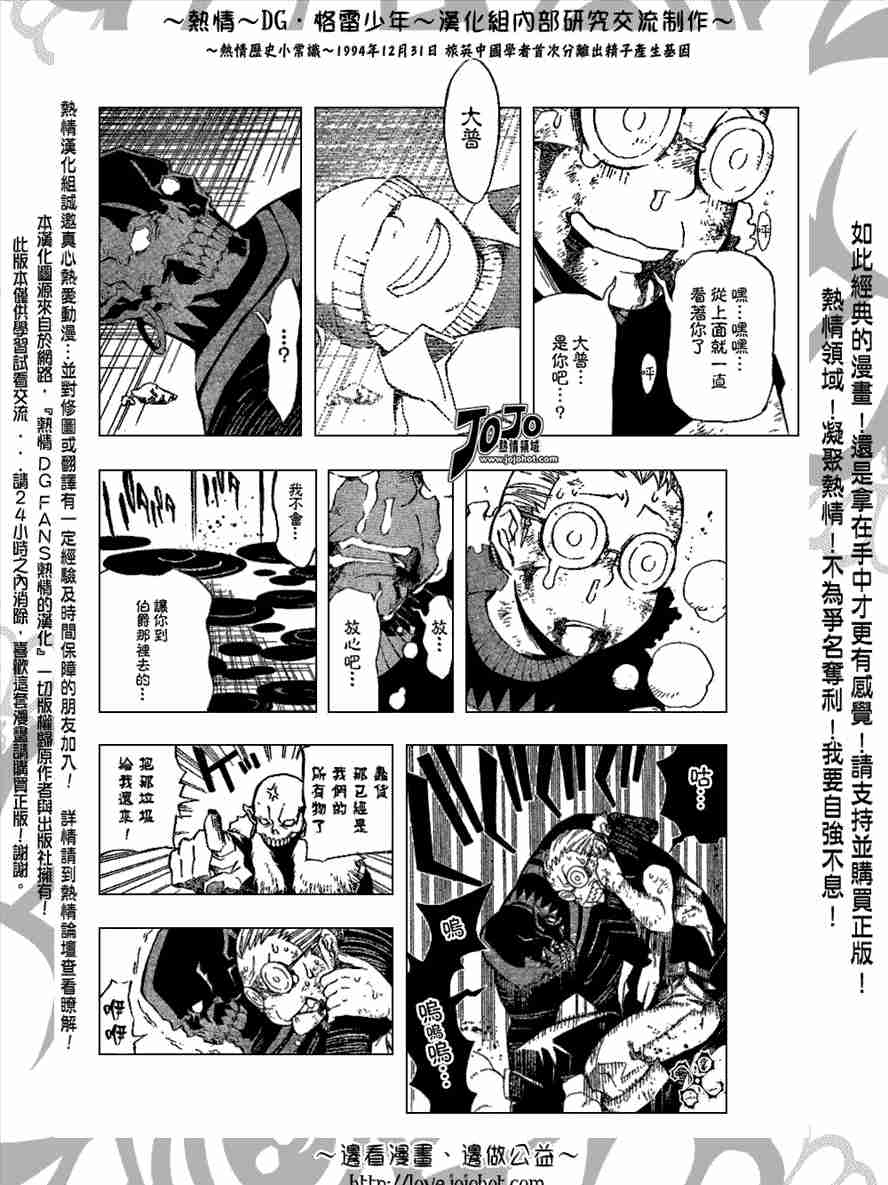 ～熱情～DG·恪雷少年～漢化組內部研究交流制作～
～熱情歷史小常識～1994年12月31日 旅英中國學者首次分離出精子產生基因
如此經典的漫畫！還是拿在手中才更有感覺！請支持並購買正版！
熱情領域！凝聚熱情！不為爭名奪利！我要自強不息！
呼
嘿…嘿嘿…
從上面就一直
看著你了
呼
大普…
是你吧…？
大
普
…？
JOJO
熱情領域
www.jojohot.com
放…
放心吧…
我不會…
讓你到
伯爵那裡去的…
咕…
嗚
嗚
嗚嗚
嗚…
蠢貨
那已經是
我們的
所有物了
把那垃圾
給我還來！
咿
咿
熱情漢化組誠邀真心熱愛動漫…並對修圖或翻譯有一定經驗及時間保障的朋友加入！ 詳情請到熱情論壇查看瞭解！
本漢化圖源來自於網路．『熱情DG FANS熱情的漢化』一切版權歸原作者與出版社擁有！
此版本僅供學習試看交流．．請24小時之內消除．喜歡這套漫畫請購買正版！謝謝。
～邊看漫畫、邊做公益～
http://love.jojohot.com